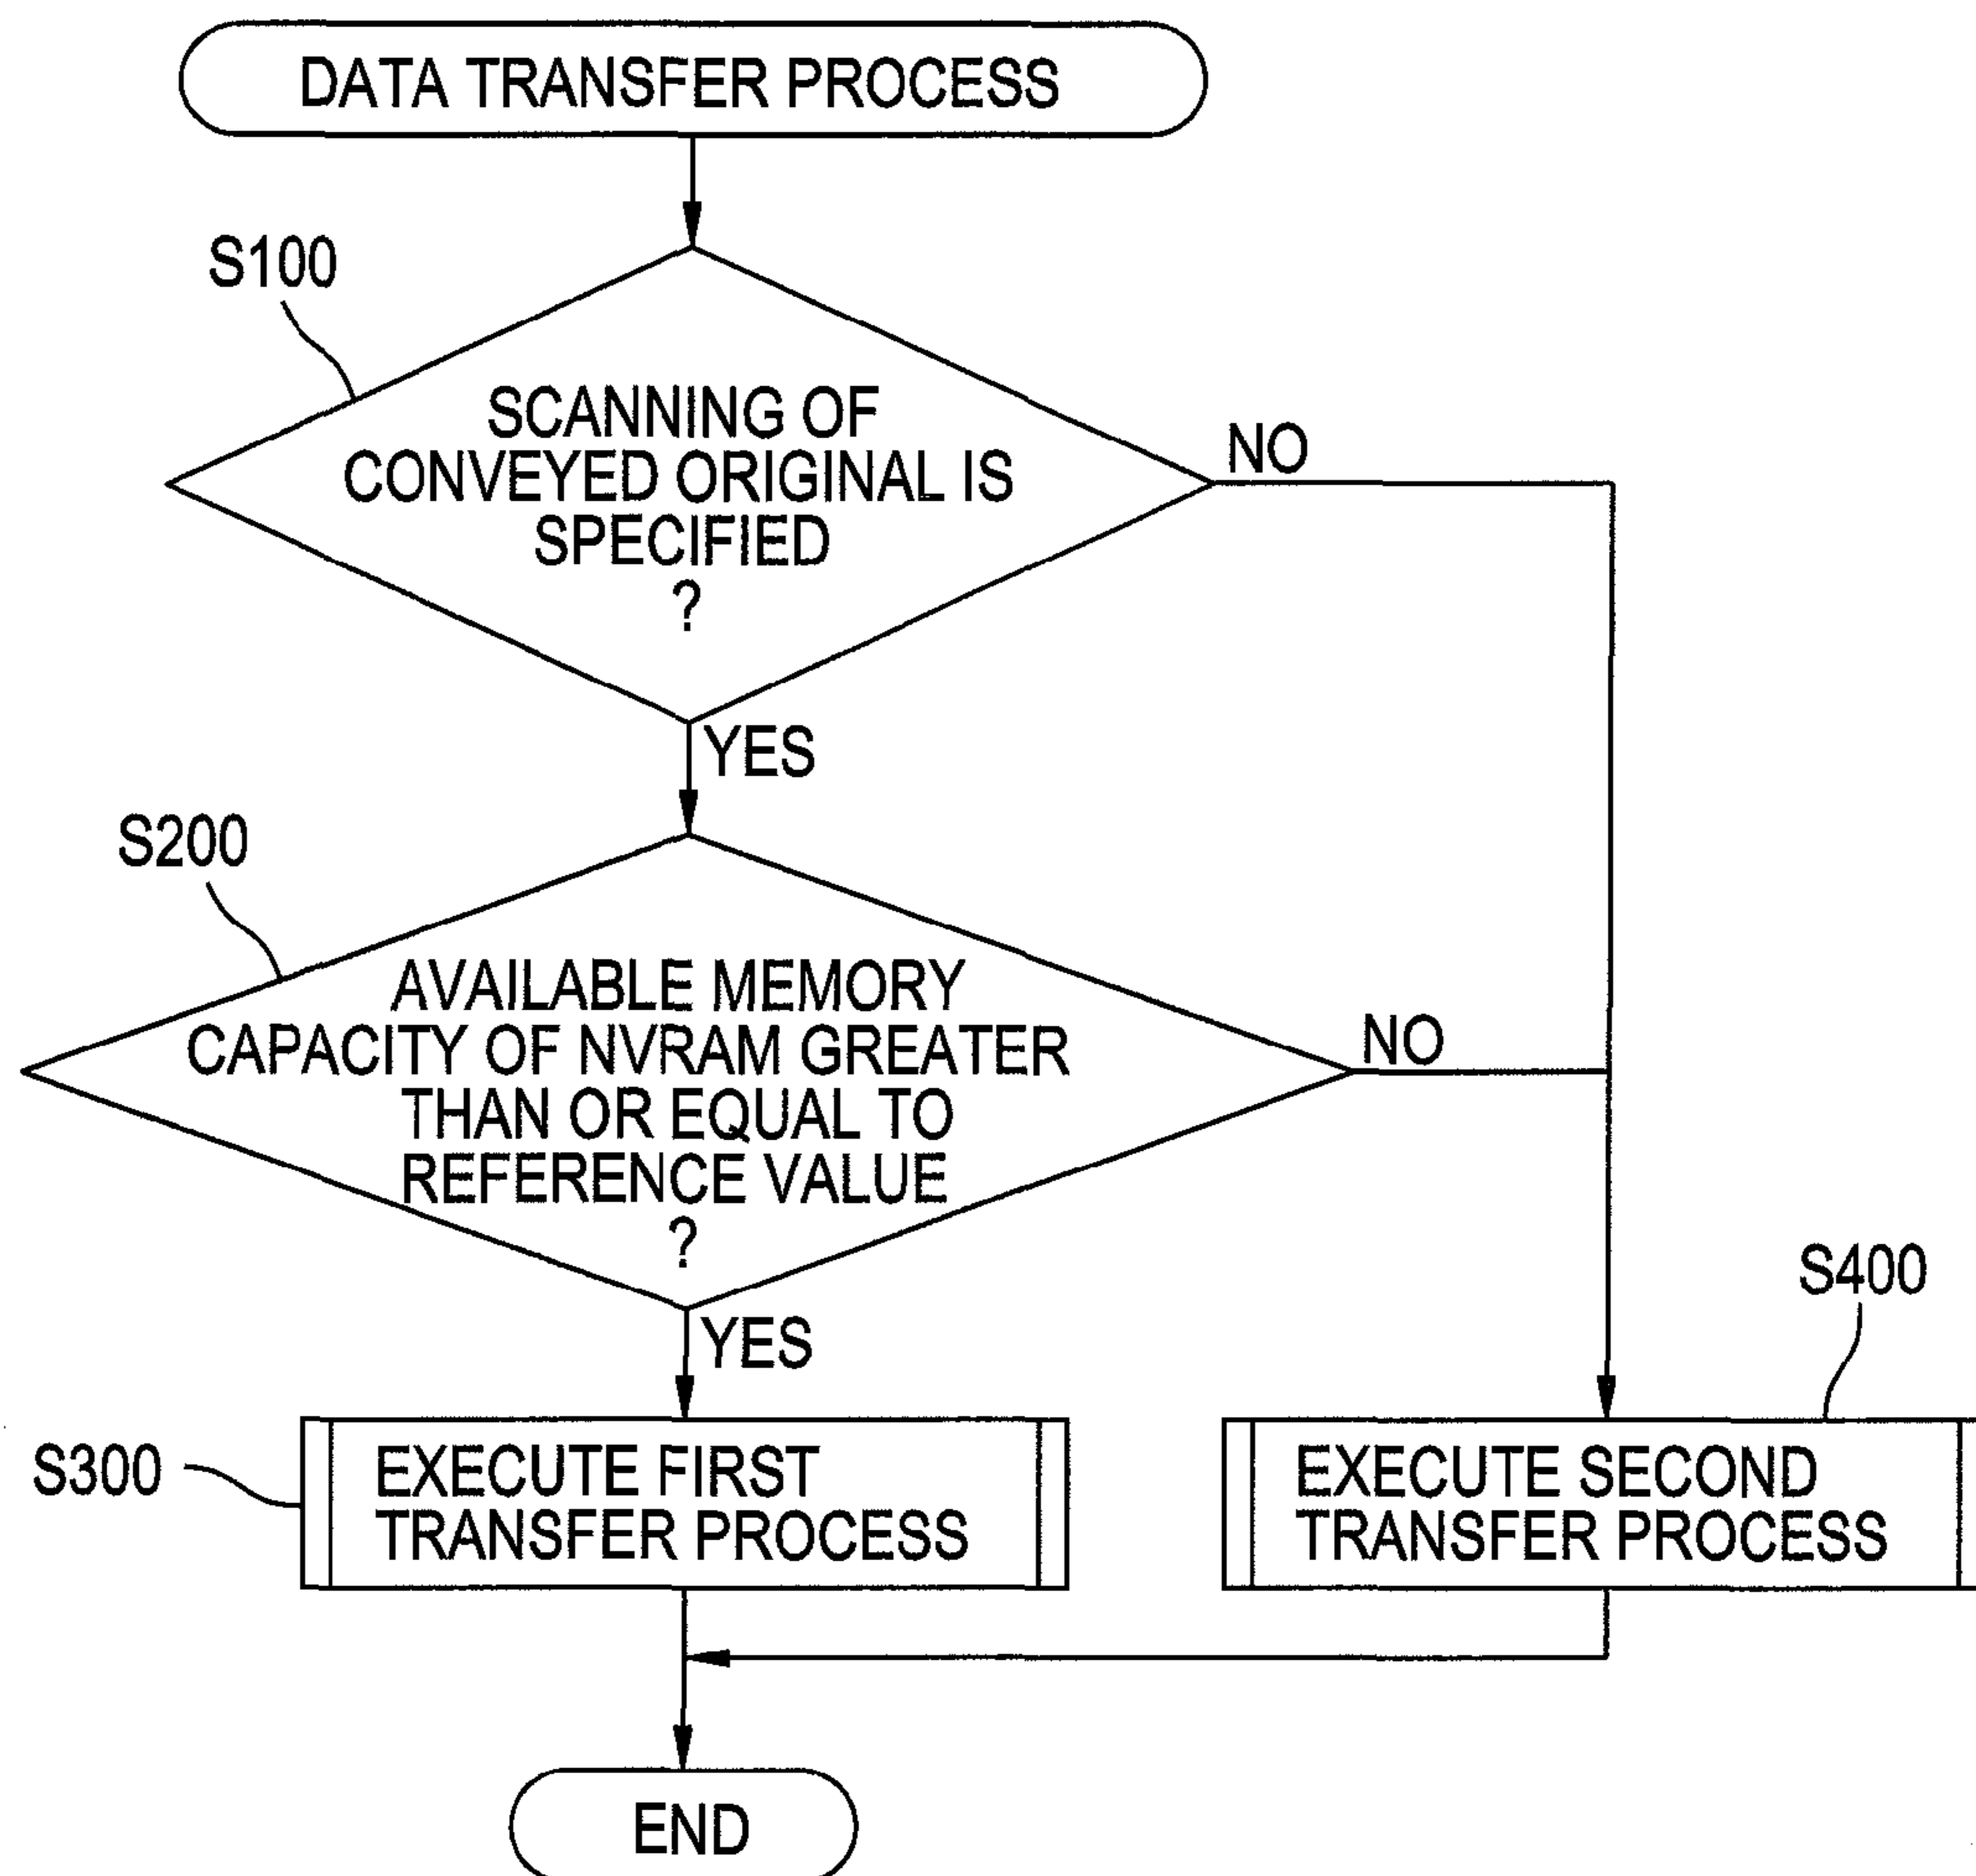 DATA TRANSFER PROCESS
S100
SCANNING OF
CONVEYED ORIGINAL IS
SPECIFIED
?
NO
YES
S200
AVAILABLE MEMORY
CAPACITY OF NVRAM GREATER
THAN OR EQUAL TO
REFERENCE VALUE
?
NO
YES
S300
EXECUTE FIRST
TRANSFER PROCESS
S400
EXECUTE SECOND
TRANSFER PROCESS
END